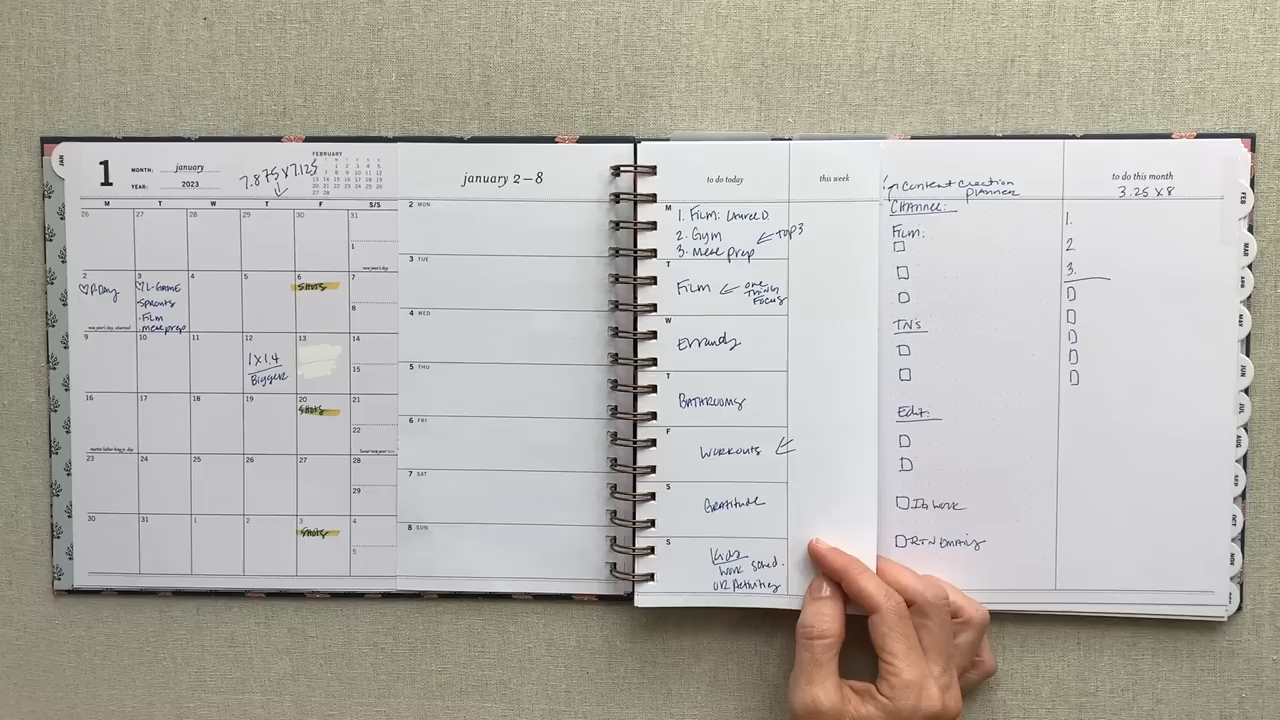 JAN
1
MONTH: january
YEAR: 2023
7.875 X 7.125
FEBRUARY
M T W T F S S/S
26 27 28 29 30 31
1
new year's day
2 3 4 5 6 7
♡ P-Day
♡ L-GAME
·Sprouts
·Film
·meal prep
SHOTS
8
new year's day, observed
9 10 11 12 13 14
1X1.4
BIGGER
15
16 17 18 19 20 21
SHOTS
22
martin luther king jr. day
lunar new year
23 24 25 26 27 28
29
30 31 1 2 3 4
SHOTS
5
january 2–8
2 MON
3 TUE
4 WED
5 THU
6 FRI
7 SAT
8 SUN
to do today
this week
M
1. Film: Laurel D.
2. Gym
3. meal prep
← top 3
T
Film ← one THING FOCUS
W
Errands
T
BATHROOMS
F
WORKOUTS ←
S
Gratitude
S
Kids
Work Sched.
OR Activities
Content Creation
Planner
CHANNEL:
Film:
TN's
Edit:
IG work
RTN emails
to do this month
3.25 X 8
1.
2
3.
FEB
MAR
JUN
JUL
AUG
SEP
OCT
NOV